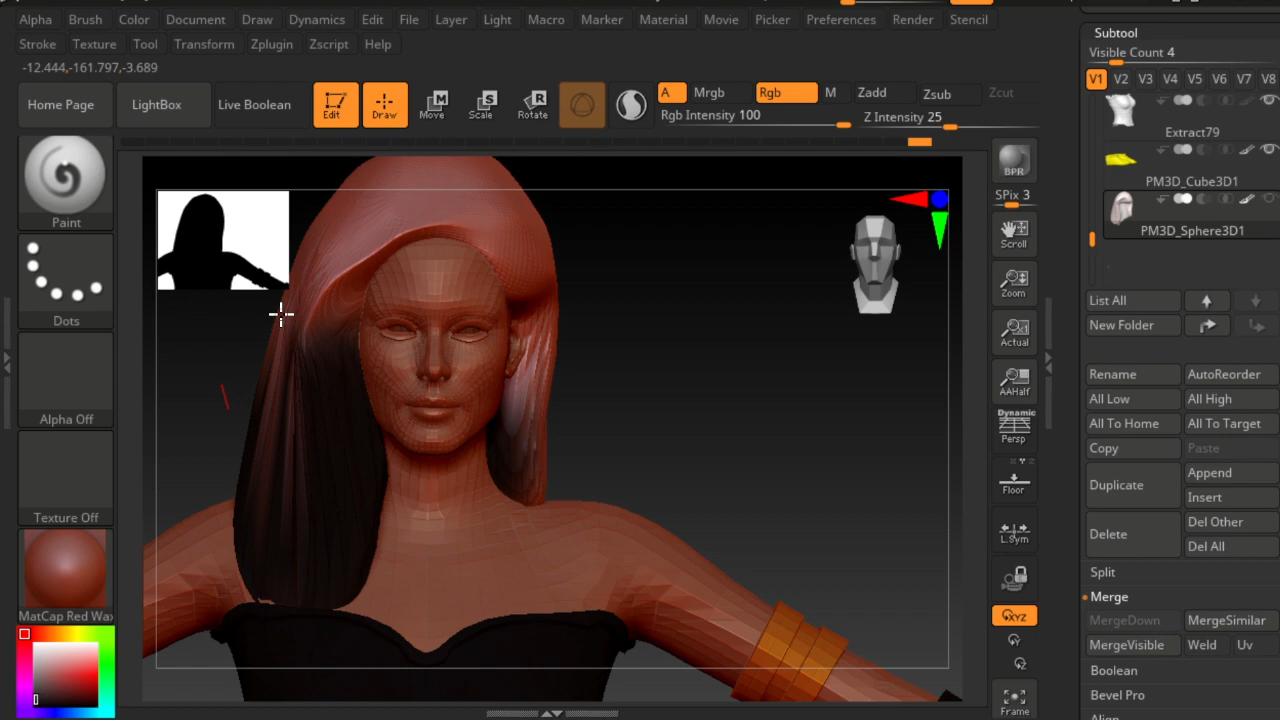 Alpha Brush Color Document Draw Dynamics Edit File Layer Light Macro Marker Material Movie Picker Preferences Render Stencil
Stroke Texture Tool Transform Zplugin Zscript Help
-12.444,-161.797,-3.689
Home Page LightBox Live Boolean Edit Draw Move Scale Rotate
A Mrgb Rgb M Zadd Zsub Zcut
Rgb Intensity 100 Z Intensity 25
Paint
Dots
Alpha Off
Texture Off
MatCap Red Wax
BPR
SPix 3
Scroll
Zoom
Actual
AAHalf
Dynamic
Persp
Floor
L.Sym
XYZ
Frame
Subtool
Visible Count 4
V1 V2 V3 V4 V5 V6 V7 V8
Extract79
PM3D_Cube3D1
PM3D_Sphere3D1
List All
New Folder
Rename AutoReorder
All Low All High
All To Home All To Target
Copy Paste
Duplicate Append
Insert
Delete Del Other
Del All
Split
Merge
MergeDown MergeSimilar
MergeVisible Weld Uv
Boolean
Bevel Pro